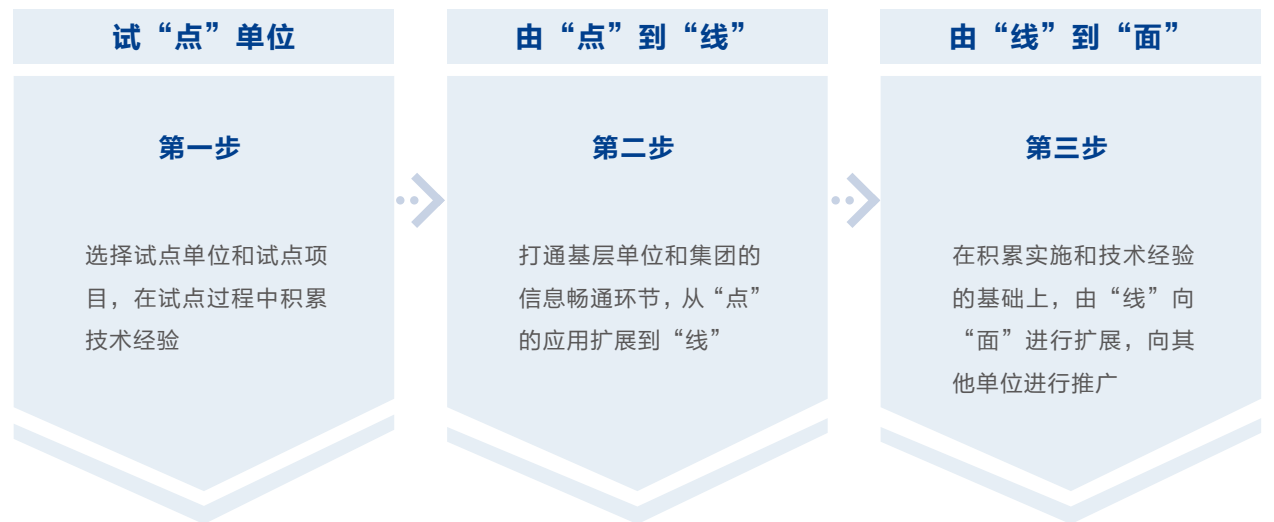 试“点”单位
第一步
选择试点单位和试点项
目，在试点过程中积累
技术经验
由“点”到“线”
第二步
打通基层单位和集团的
信息畅通环节，从“点”
的应用扩展到“线”
由“线”到“面”
第三步
在积累实施和技术经验
的基础上，由“线”向
“面”进行扩展，向其
他单位进行推广